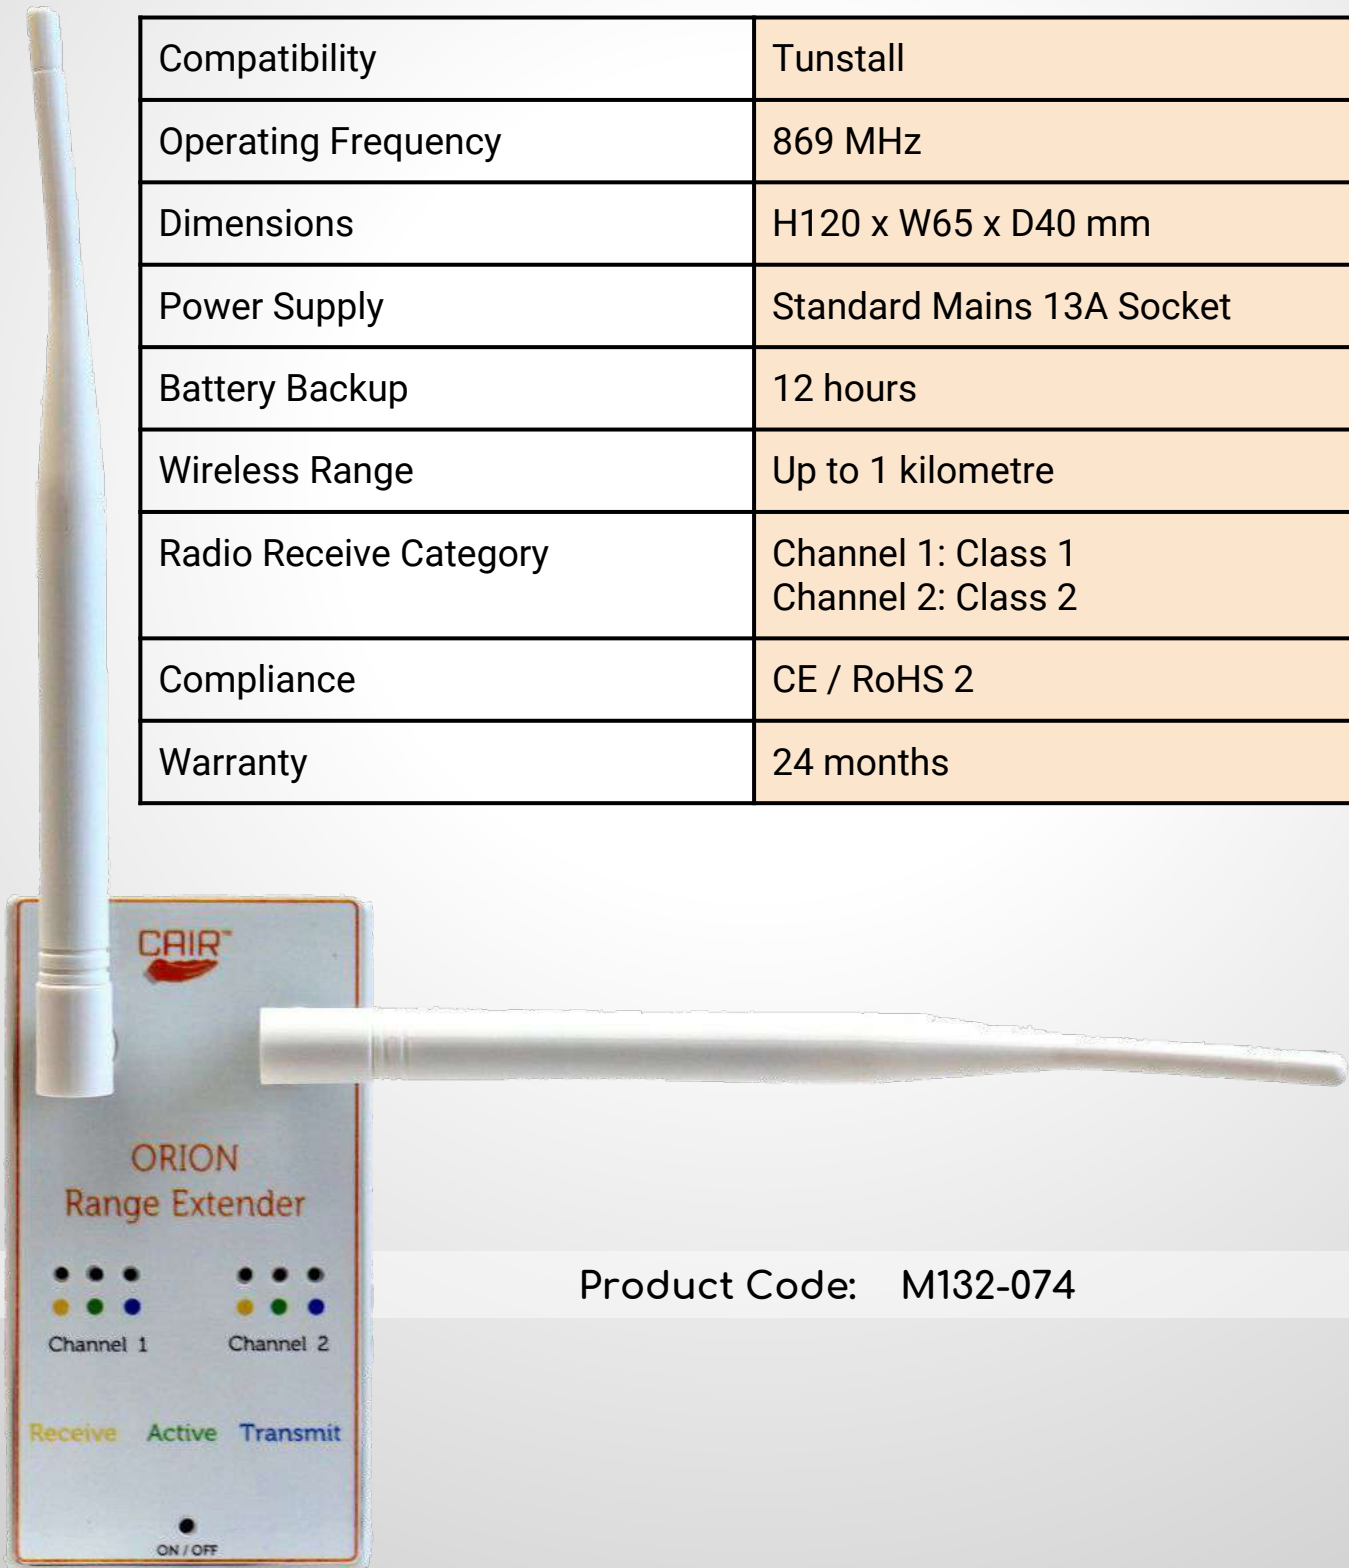 Compatibility Tunstall
Operating Frequency 869 MHz
Dimensions H120 x W65 x D40 mm
Power Supply Standard Mains 13A Socket
Battery Backup 12 hours
Wireless Range Up to 1 kilometre
Radio Receive Category Channel 1: Class 1
Channel 2: Class 2
Compliance CE / RoHS 2
Warranty 24 months
CAIR™
ORION
Range Extender
Product Code: M132-074
Channel 1 Channel 2
Receive Active Transmit
ON / OFF